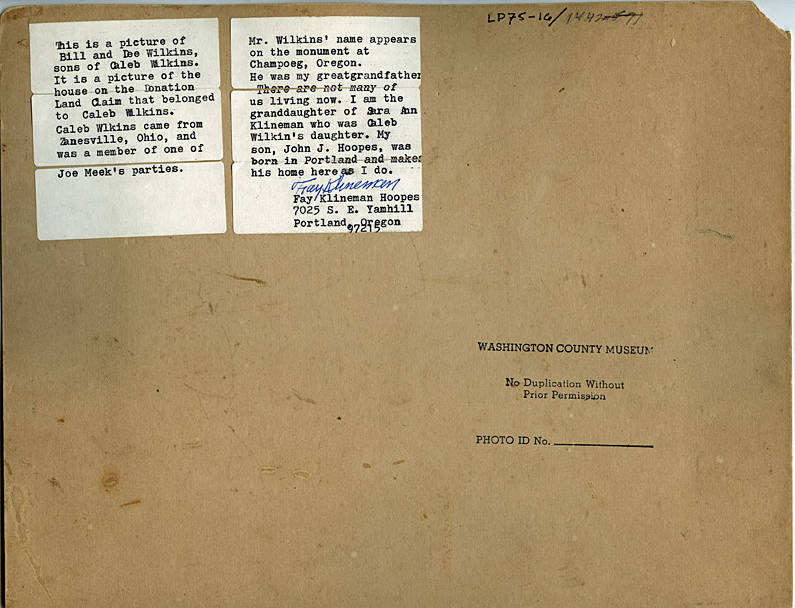 LP75-16/
This is a picture of
Bill and Dee Wilkins,
sons of Caleb Wilkins.
It is a picture of the
house on the Donation
Land Claim that belonged
to Caleb Wilkins.
Caleb Wlkins came from
Zanesville, Ohio, and
was a member of one of
Joe Meek's parties.
Mr. Wilkins' name appears
on the monument at
Champoeg, Oregon.
He was my greatgrandfather
There are not many of
us living now. I am the
granddaughter of Sara Ann
Klineman who was Caleb
Wilkin's daughter. My
son, John J. Hoopes, was
born in Portland and makes
his home here as I do.
Fay Klineman
Fay Klineman Hoopes
7025 S. E. Yamhill
Portland, Oregon
97215
WASHINGTON COUNTY MUSEUM
No Duplication Without
Prior Permission
PHOTO ID No.